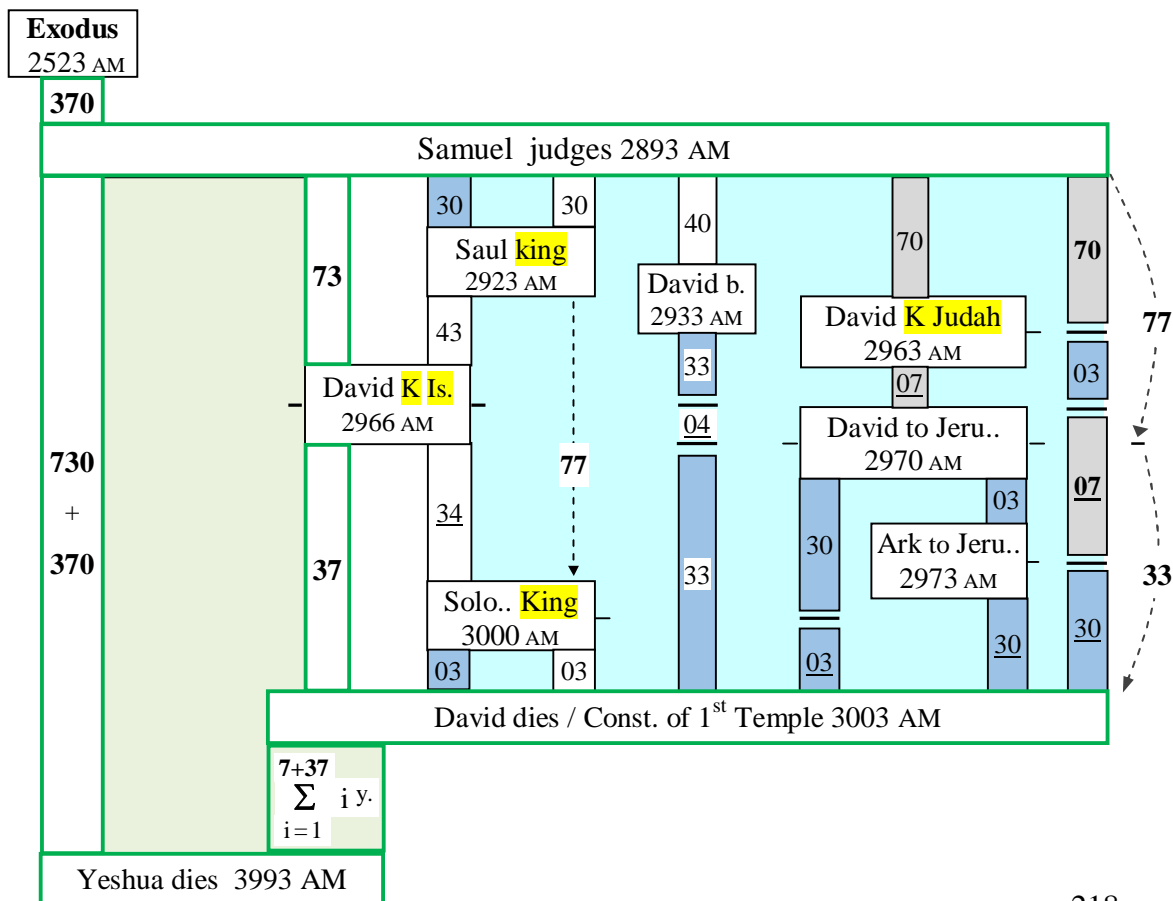 Exodus
2523 AM
370
Samuel judges 2893 AM
30
30
40
70
70
77
Saul king
2923 AM
73
43
David b.
2933 AM
David K Judah
2963 AM
33
03
07
David K Is.
2966 AM
04
David to Jeru..
2970 AM
730
+
370
77
07
34
37
30
03
33
Ark to Jeru..
2973 AM
33
Solo.. King
3000 AM
03
03
03
30
30
David dies / Const. of 1st Temple 3003 AM
7+37
Σ i y.
i = 1
Yeshua dies 3993 AM
218